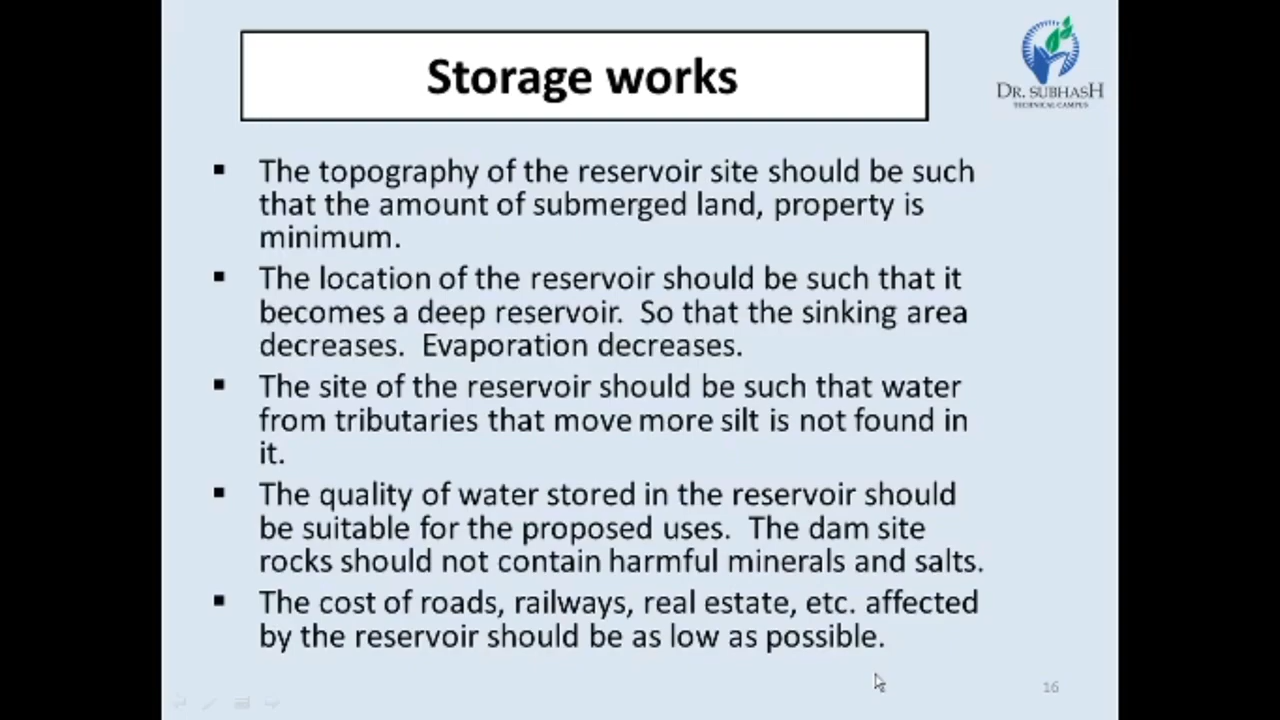 Storage works
DR. SUBHASH
TECHNICAL CAMPUS
▪ The topography of the reservoir site should be such
that the amount of submerged land, property is
minimum.
▪ The location of the reservoir should be such that it
becomes a deep reservoir.  So that the sinking area
decreases.  Evaporation decreases.
▪ The site of the reservoir should be such that water
from tributaries that move more silt is not found in
it.
▪ The quality of water stored in the reservoir should
be suitable for the proposed uses.  The dam site
rocks should not contain harmful minerals and salts.
▪ The cost of roads, railways, real estate, etc. affected
by the reservoir should be as low as possible.
16